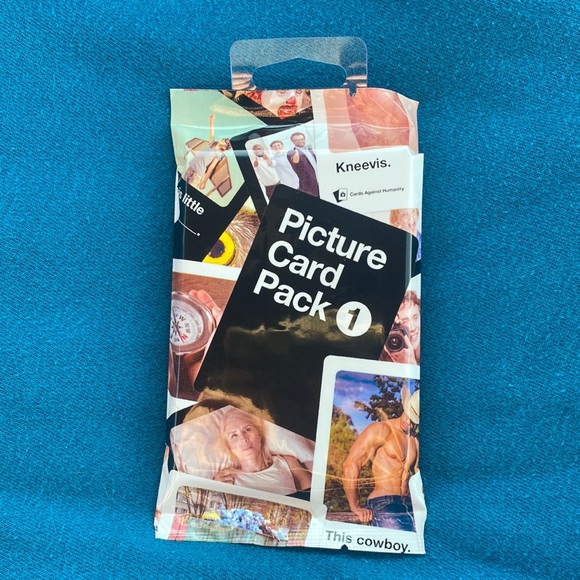 Kneevis.
Cards Against Humanity
little
Picture
Card
Pack 1
This cowboy.